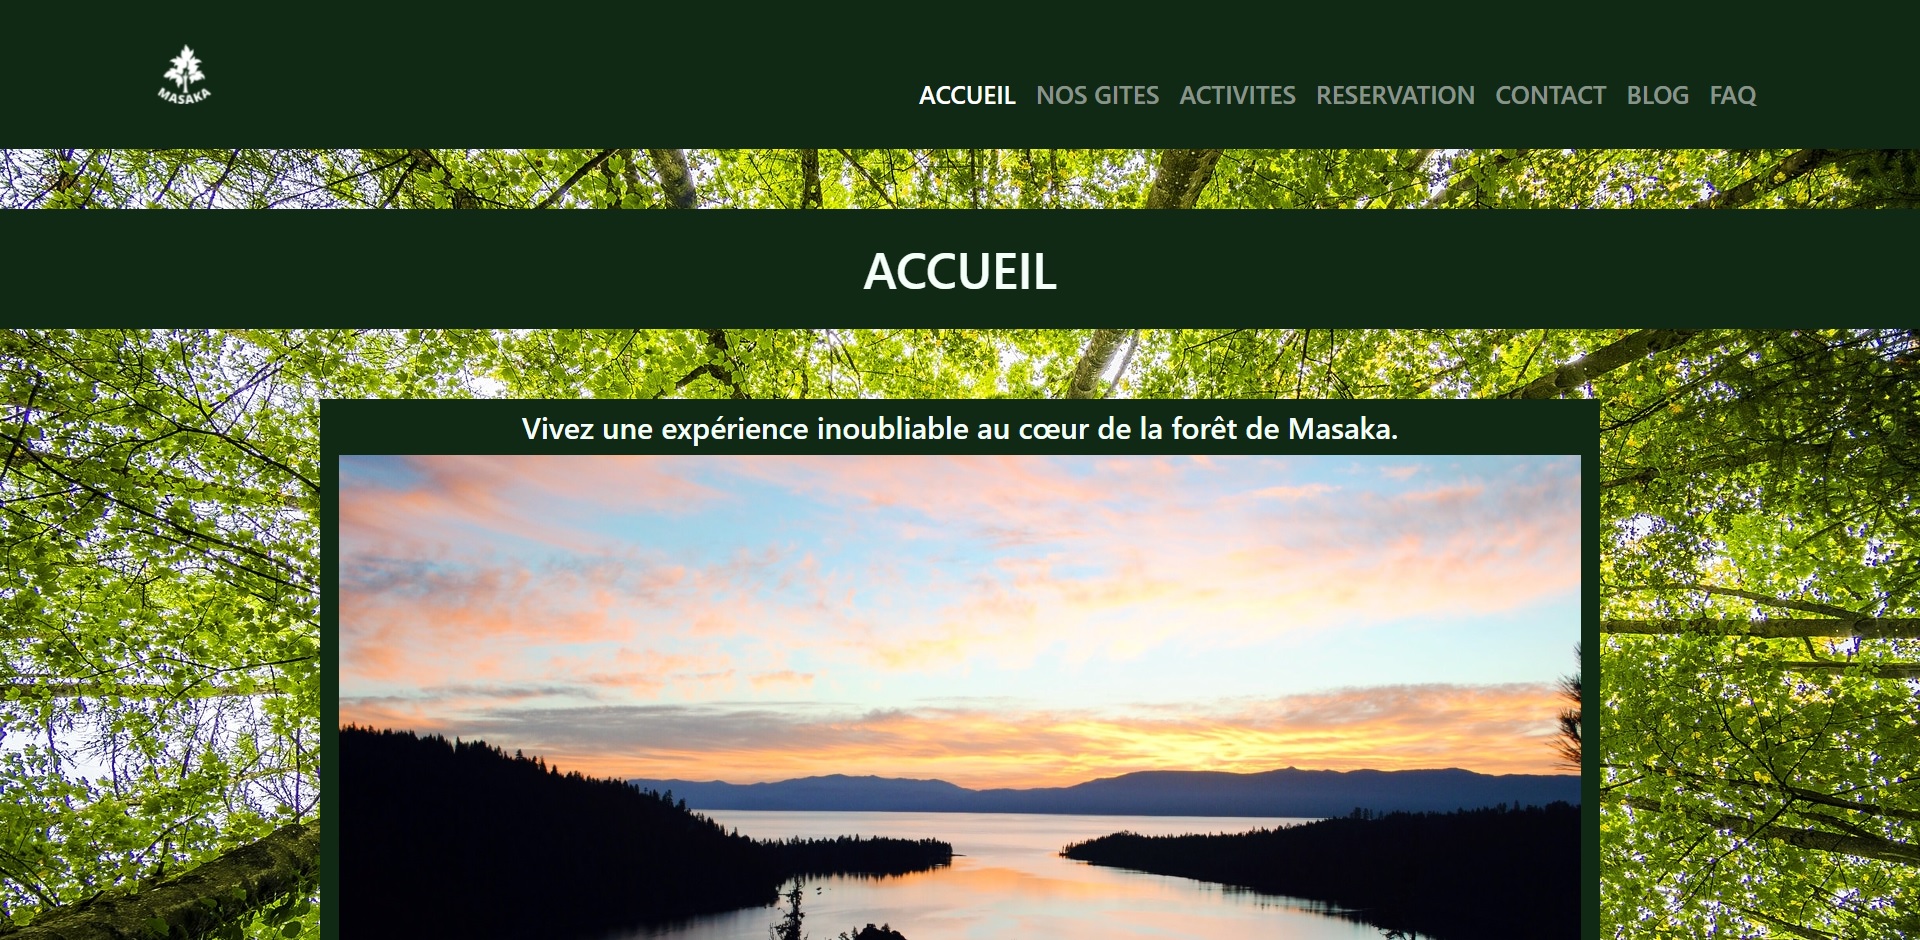 MASAKA
ACCUEIL NOS GITES ACTIVITES RESERVATION CONTACT BLOG FAQ
ACCUEIL
Vivez une expérience inoubliable au cœur de la forêt de Masaka.